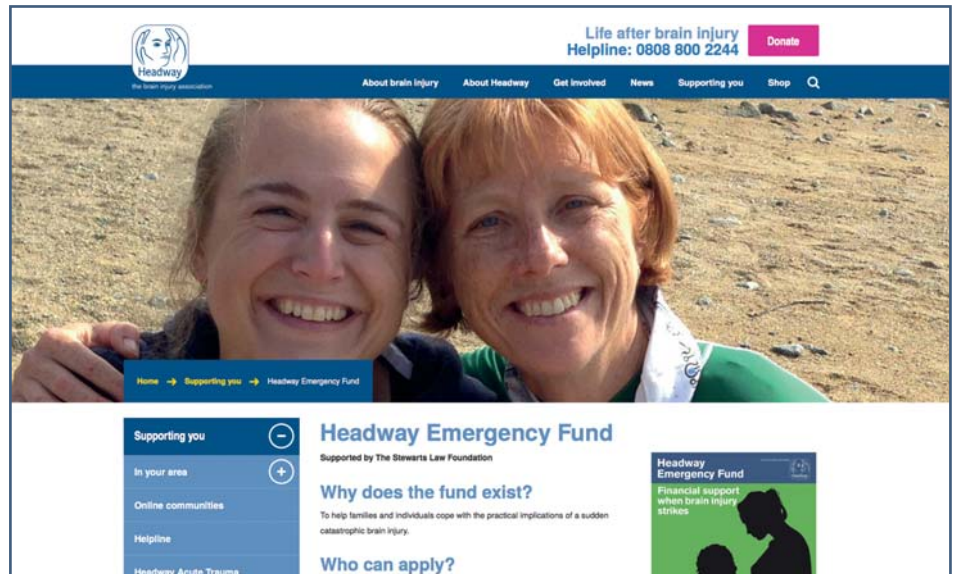 Headway
the brain injury association
Life after brain injury
Helpline: 0808 800 2244
Donate
About brain injury
About Headway
Get involved
News
Supporting you
Shop
Home → Supporting you → Headway Emergency Fund
Supporting you
In your area
Online communities
Helpline
Headway Acute Trauma
Headway Emergency Fund
Supported by The Stewarts Law Foundation
Why does the fund exist?
To help families and individuals cope with the practical implications of a sudden
catastrophic brain injury.
Who can apply?
Headway
Emergency Fund
Financial support
when brain injury
strikes